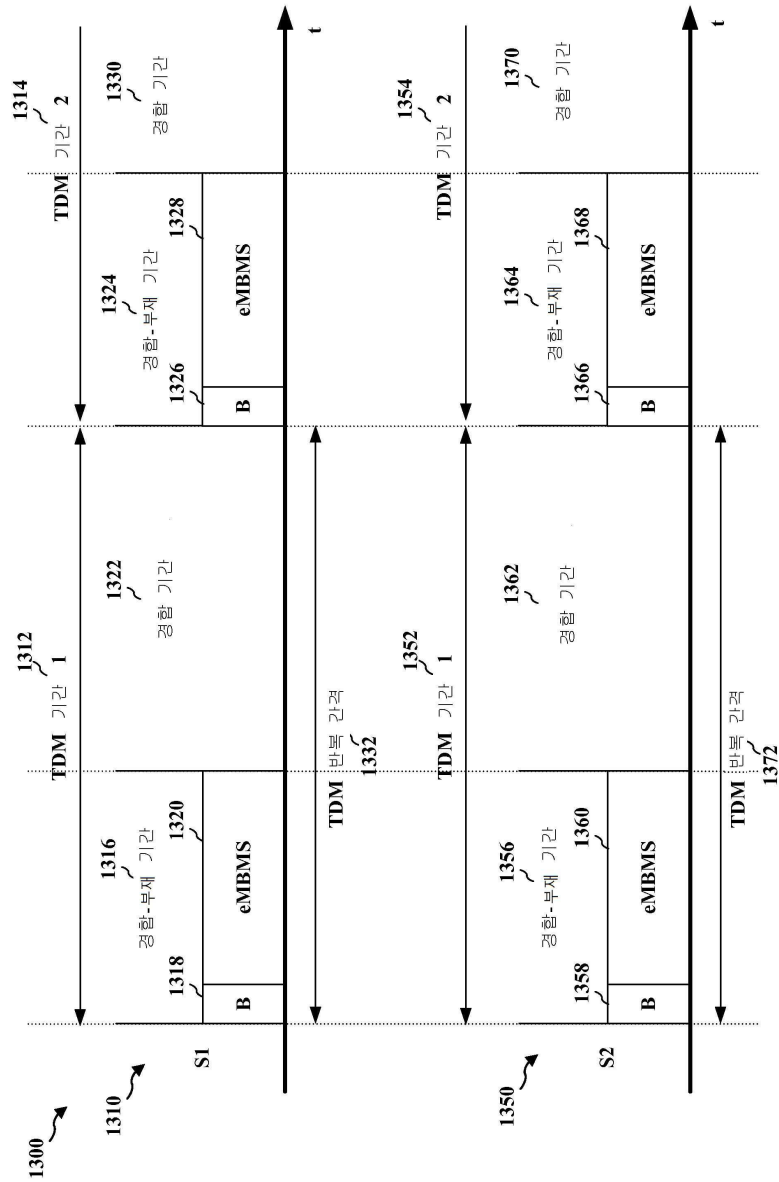 1300
1310
1312
TDM 기간 1
1314
TDM 기간 2
1316
경합-부재 기간
1318
1320
1322
경합 기간
1324
경합-부재 기간
1326
1328
1330
경합 기간
S1
B
eMBMS
B
eMBMS
t
TDM 반복 간격
1332
1350
1352
TDM 기간 1
1354
TDM 기간 2
1356
경합-부재 기간
1358
1360
1362
경합 기간
1364
경합-부재 기간
1366
1368
1370
경합 기간
S2
B
eMBMS
B
eMBMS
t
TDM 반복 간격
1372